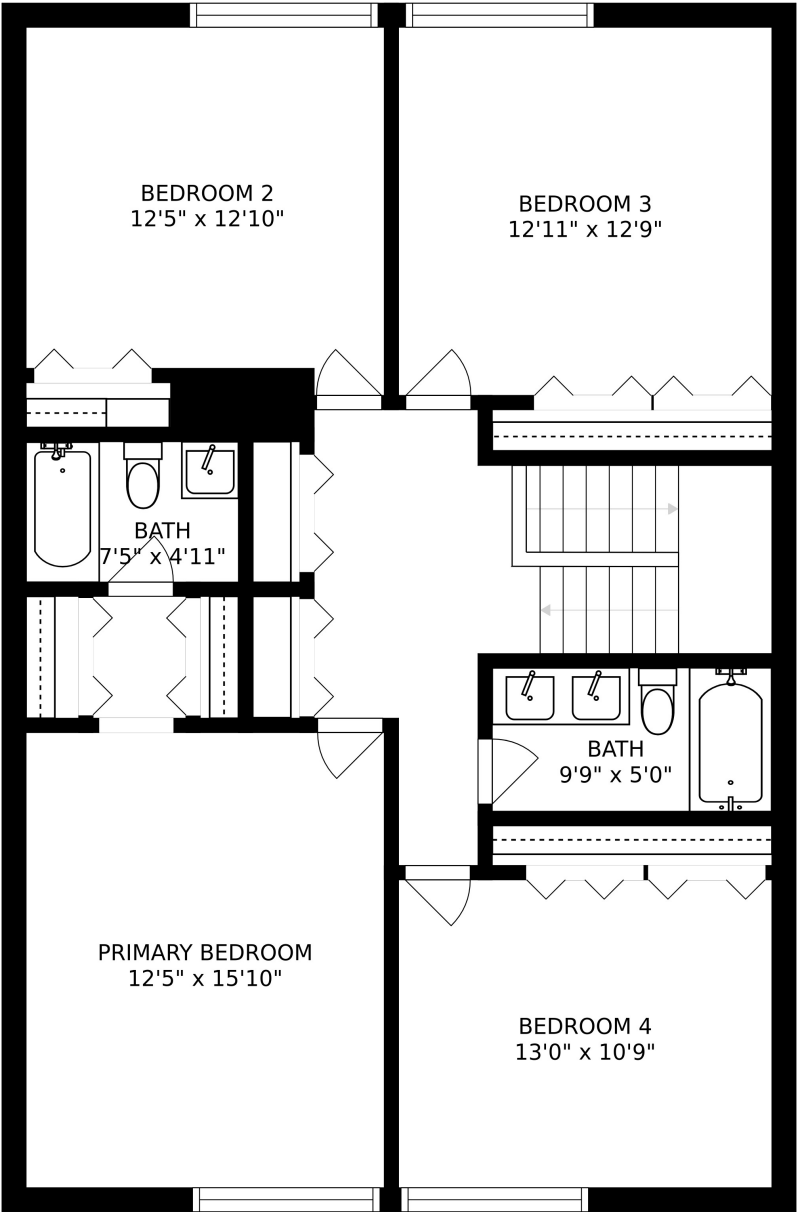 BEDROOM 2
12'5" x 12'10"
BEDROOM 3
12'11" x 12'9"
BATH
7'5" x 4'11"
BATH
9'9" x 5'0"
PRIMARY BEDROOM
12'5" x 15'10"
BEDROOM 4
13'0" x 10'9"